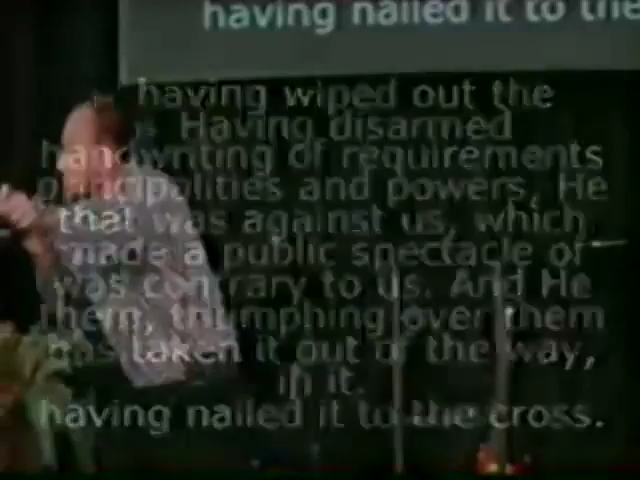 having nailed it to the
having wiped out the
Having disarmed
handwriting of requirements
principalities and powers, He
that was against us, which
made a public spectacle of
was contrary to us. And He
them, triumphing over them
has taken it out of the way,
in it.
having nailed it to the cross.